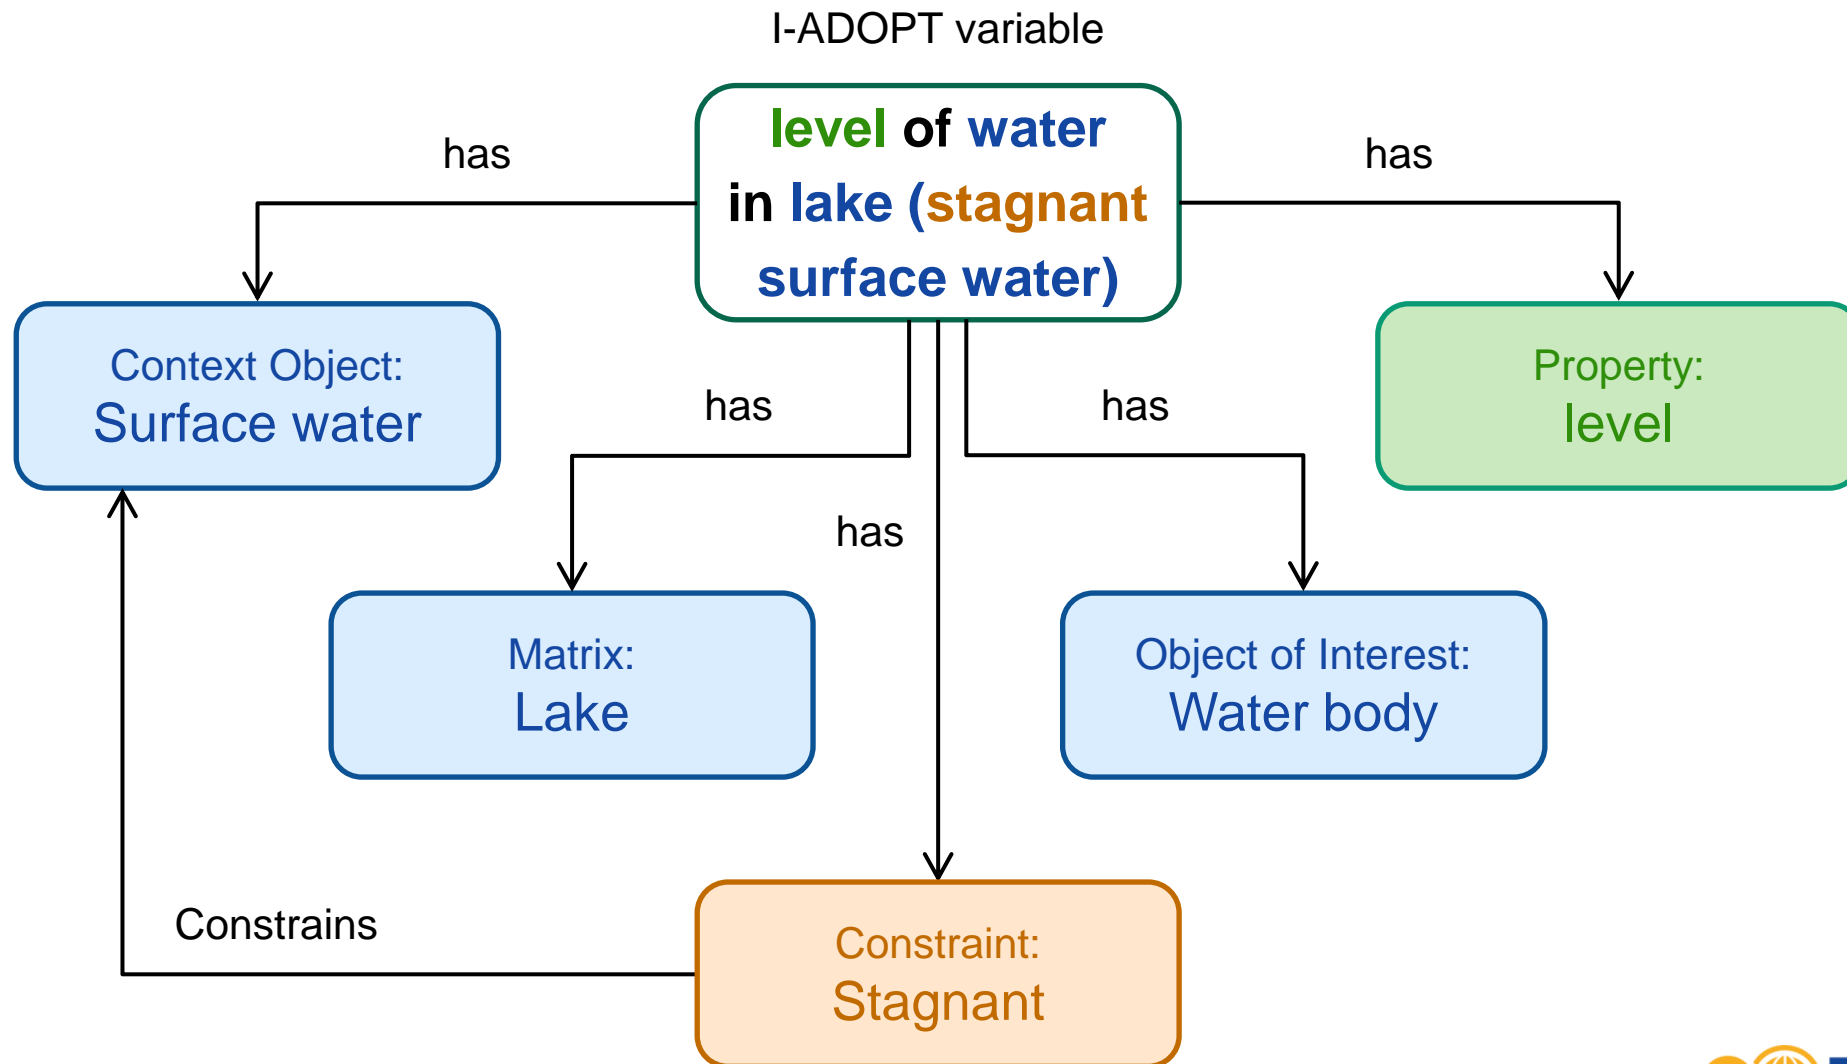 I-ADOPT variable
level of water
in lake (stagnant
surface water)
has
has
Context Object:
Surface water
Property:
level
has
has
has
Matrix:
Lake
Object of Interest:
Water body
Constrains
Constraint:
Stagnant